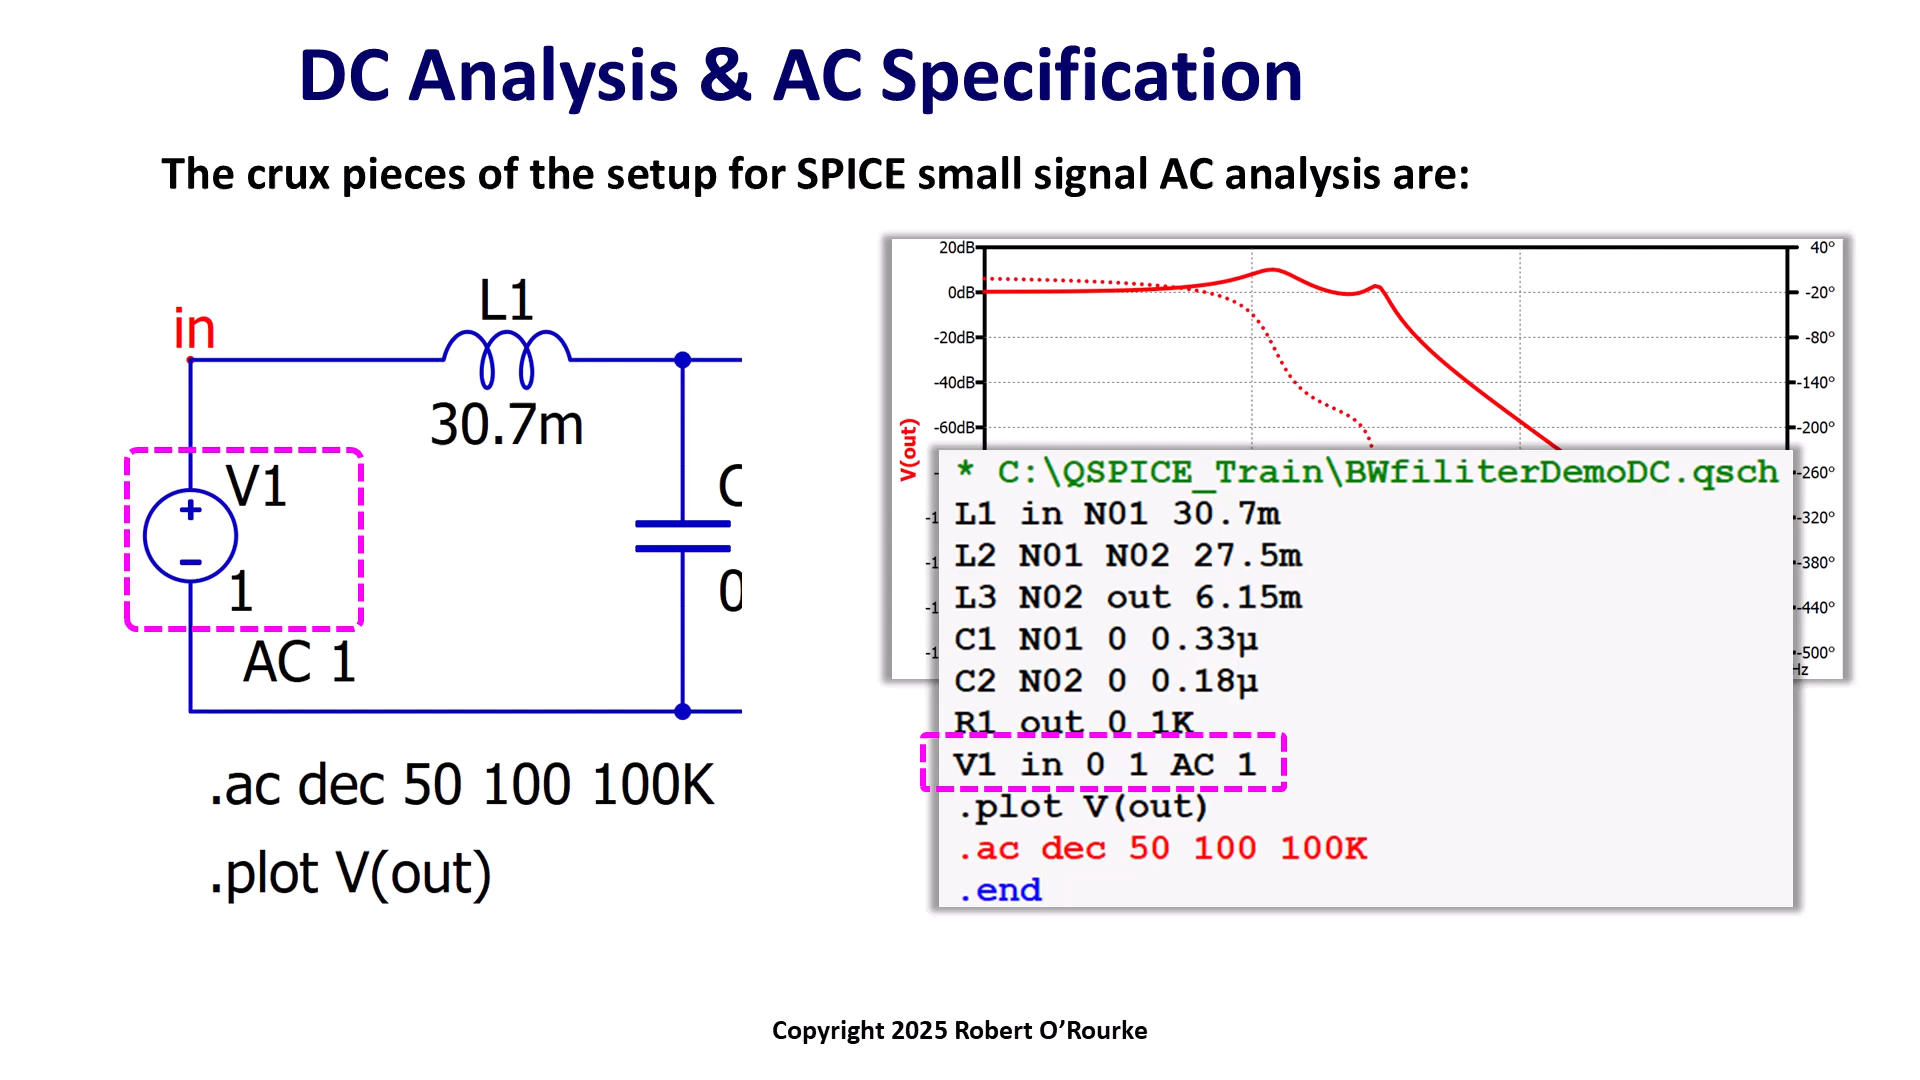 DC Analysis & AC Specification
The crux pieces of the setup for SPICE small signal AC analysis are:
in
L1
30.7m
V1
1
AC 1
C
0
.ac dec 50 100 100K
.plot V(out)
20dB
0dB
-20dB
-40dB
-60dB
V(out)
40°
-20°
-80°
-140°
-200°
-260°
-320°
-380°
-440°
-500°
Hz
* C:\QSPICE_Train\BWfiliterDemoDC.qsch
L1 in N01 30.7m
L2 N01 N02 27.5m
L3 N02 out 6.15m
C1 N01 0 0.33µ
C2 N02 0 0.18µ
R1 out 0 1K
V1 in 0 1 AC 1
.plot V(out)
.ac dec 50 100 100K
.end
Copyright 2025 Robert O’Rourke